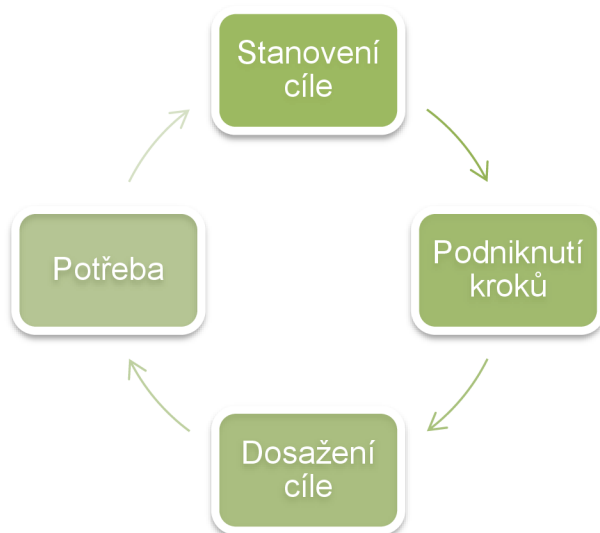 Stanovení
cíle
Podniknutí
kroků
Dosažení
cíle
Potřeba